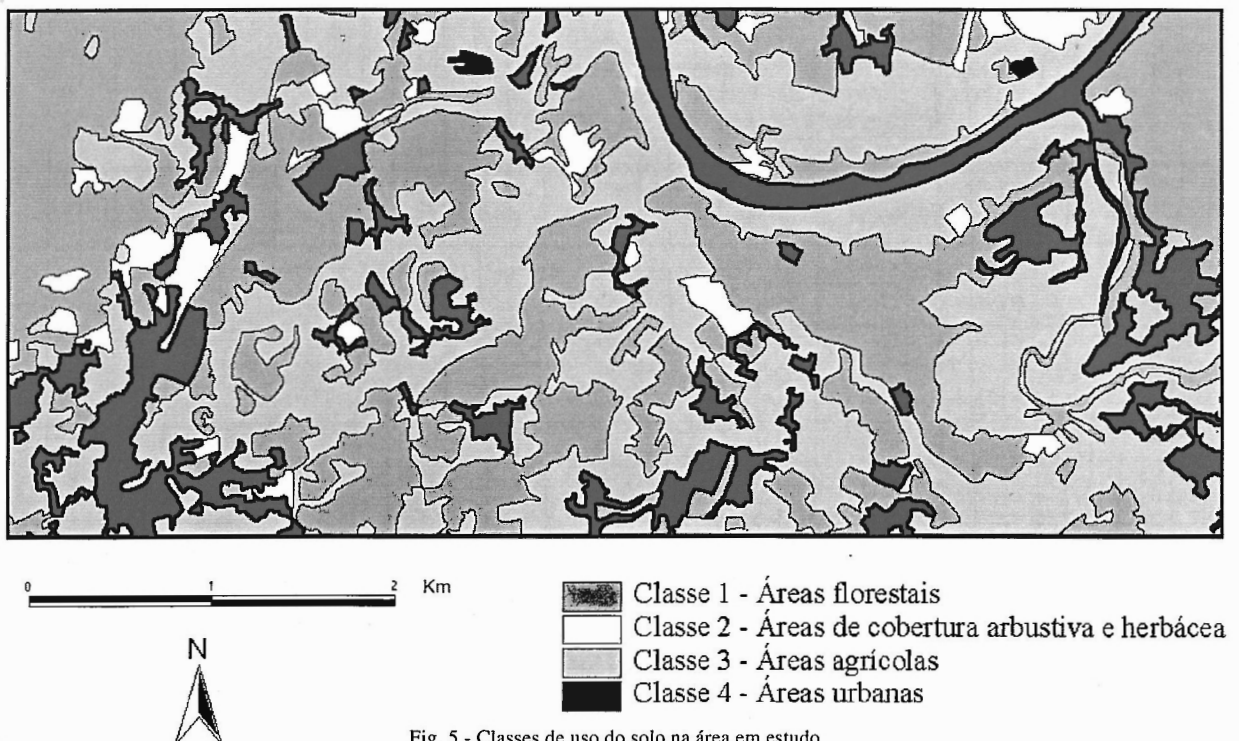 0 1 2 Km
Classe 1 - Áreas florestais
Classe 2 - Áreas de cobertura arbustiva e herbácea
Classe 3 - Áreas agrícolas
Classe 4 - Áreas urbanas
N
Fig. 5 - Classes de uso do solo na área em estudo